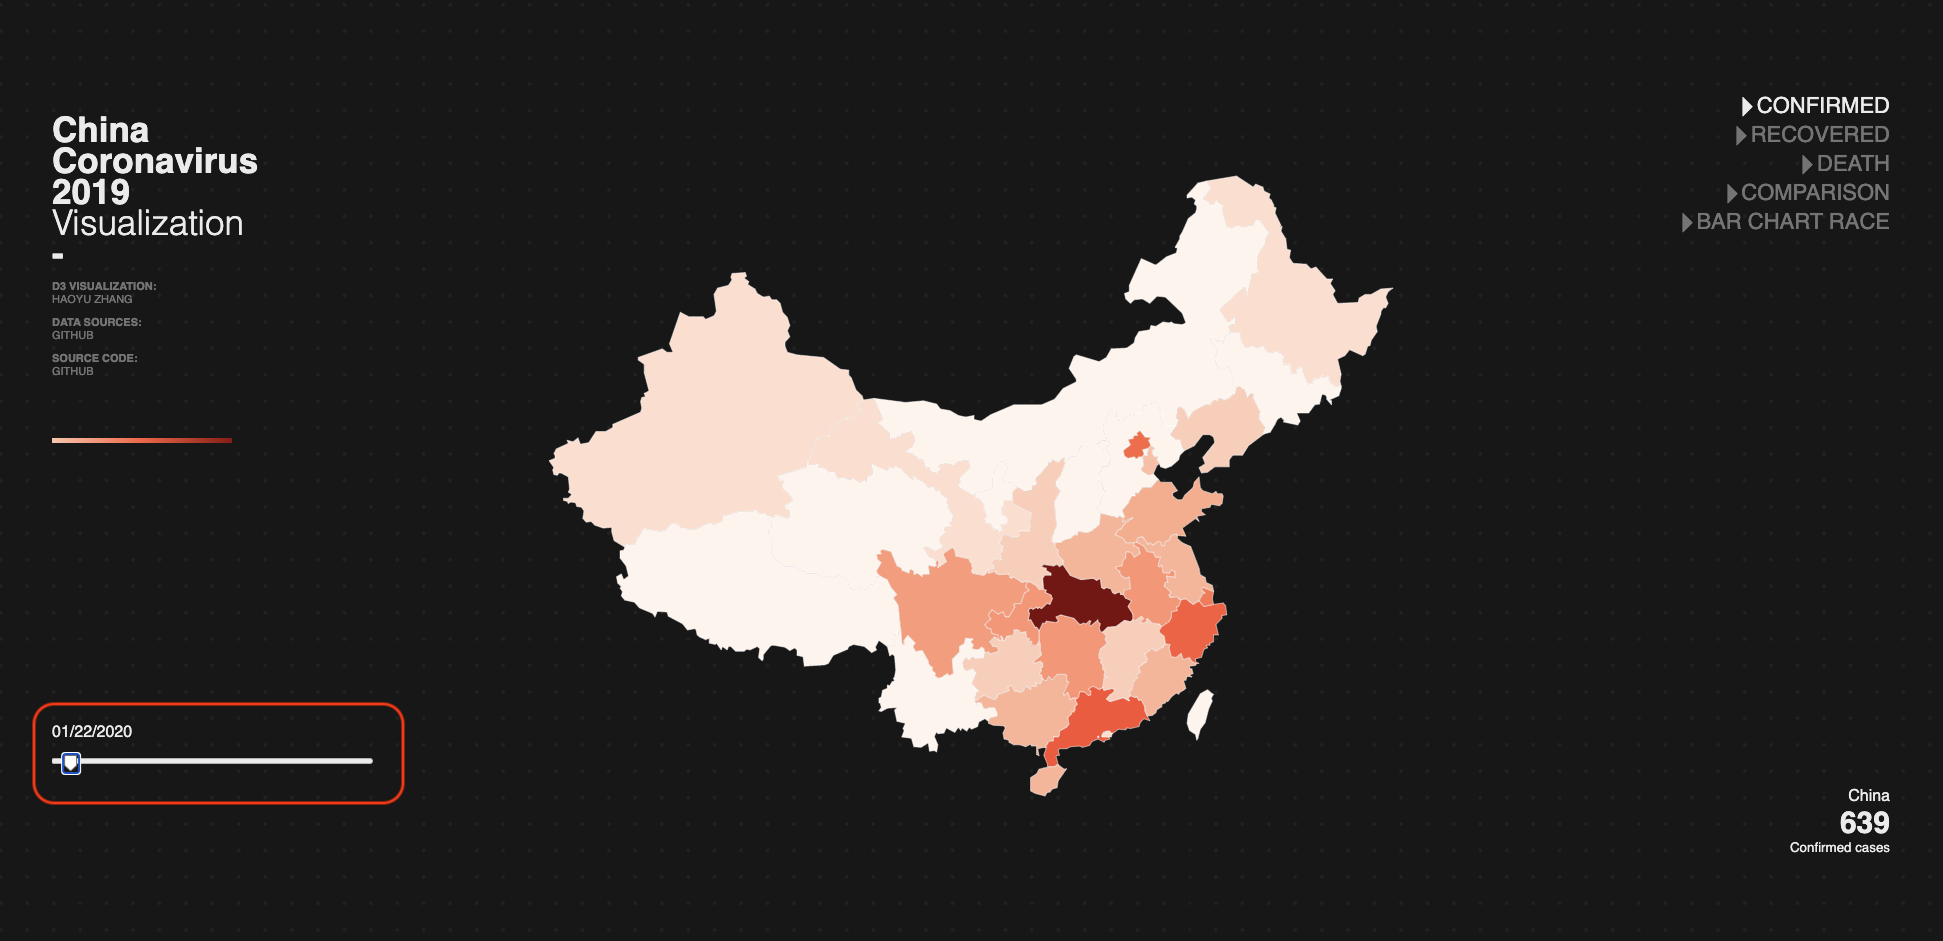 China
Coronavirus
2019
Visualization
-
D3 VISUALIZATION:
HAOYU ZHANG
DATA SOURCES:
GITHUB
SOURCE CODE:
GITHUB
CONFIRMED
RECOVERED
DEATH
COMPARISON
BAR CHART RACE
01/22/2020
China
639
Confirmed cases